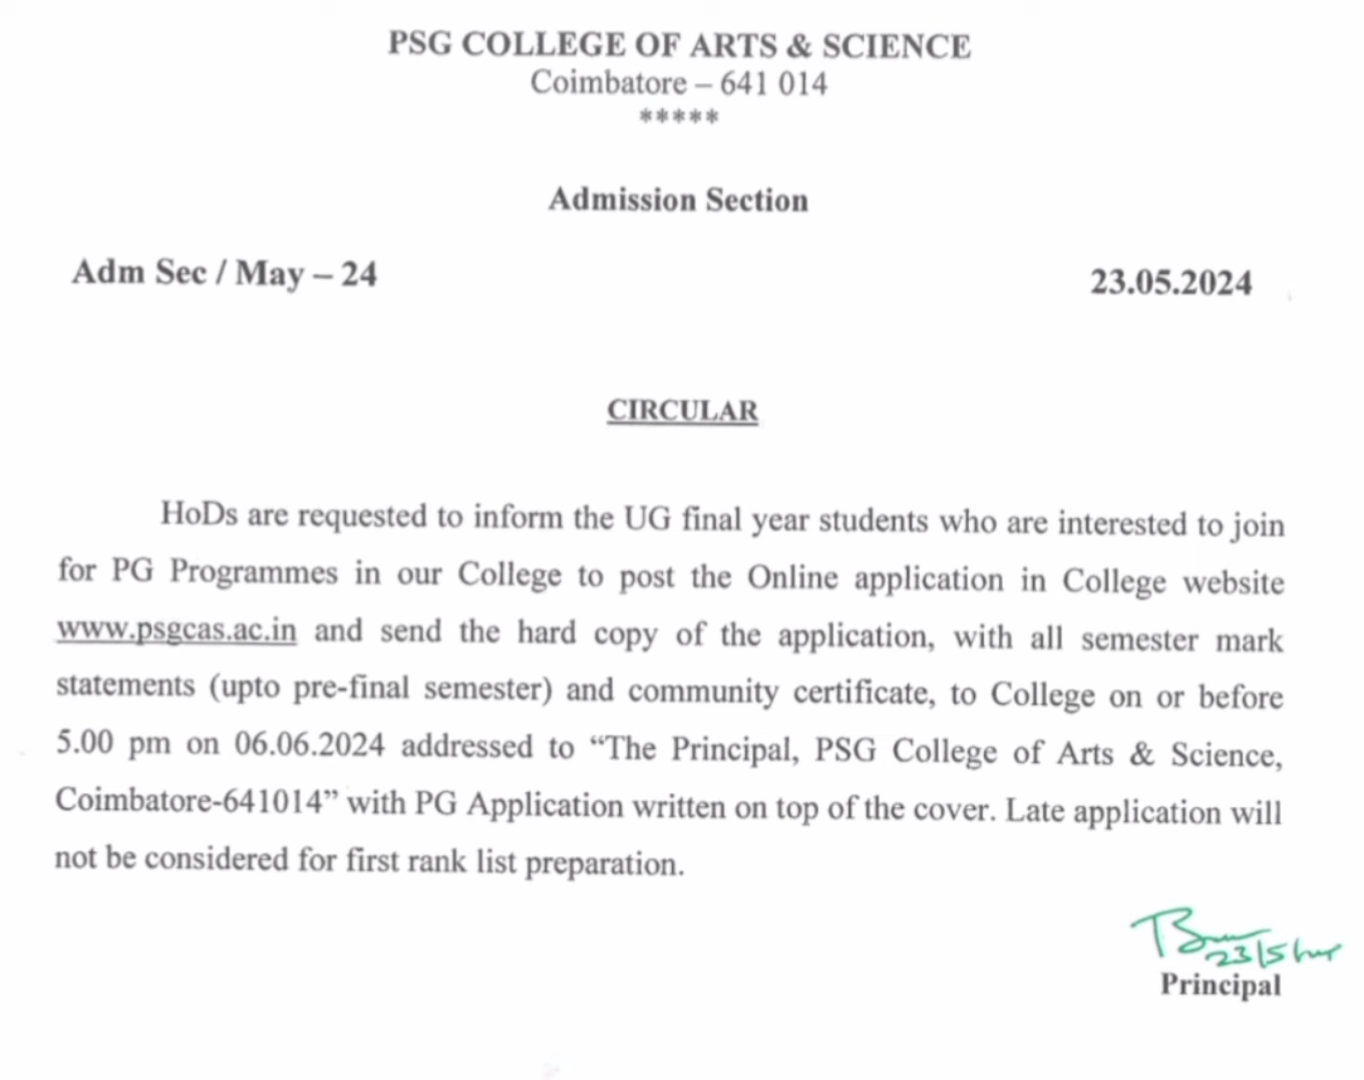 PSG COLLEGE OF ARTS & SCIENCE
Coimbatore – 641 014
*****
Admission Section
Adm Sec / May – 24
23.05.2024
CIRCULAR
HoDs are requested to inform the UG final year students who are interested to join
for PG Programmes in our College to post the Online application in College website
www.psgcas.ac.in and send the hard copy of the application, with all semester mark
statements (upto pre-final semester) and community certificate, to College on or before
5.00 pm on 06.06.2024 addressed to “The Principal, PSG College of Arts & Science,
Coimbatore-641014” with PG Application written on top of the cover. Late application will
not be considered for first rank list preparation.
23/5
Principal